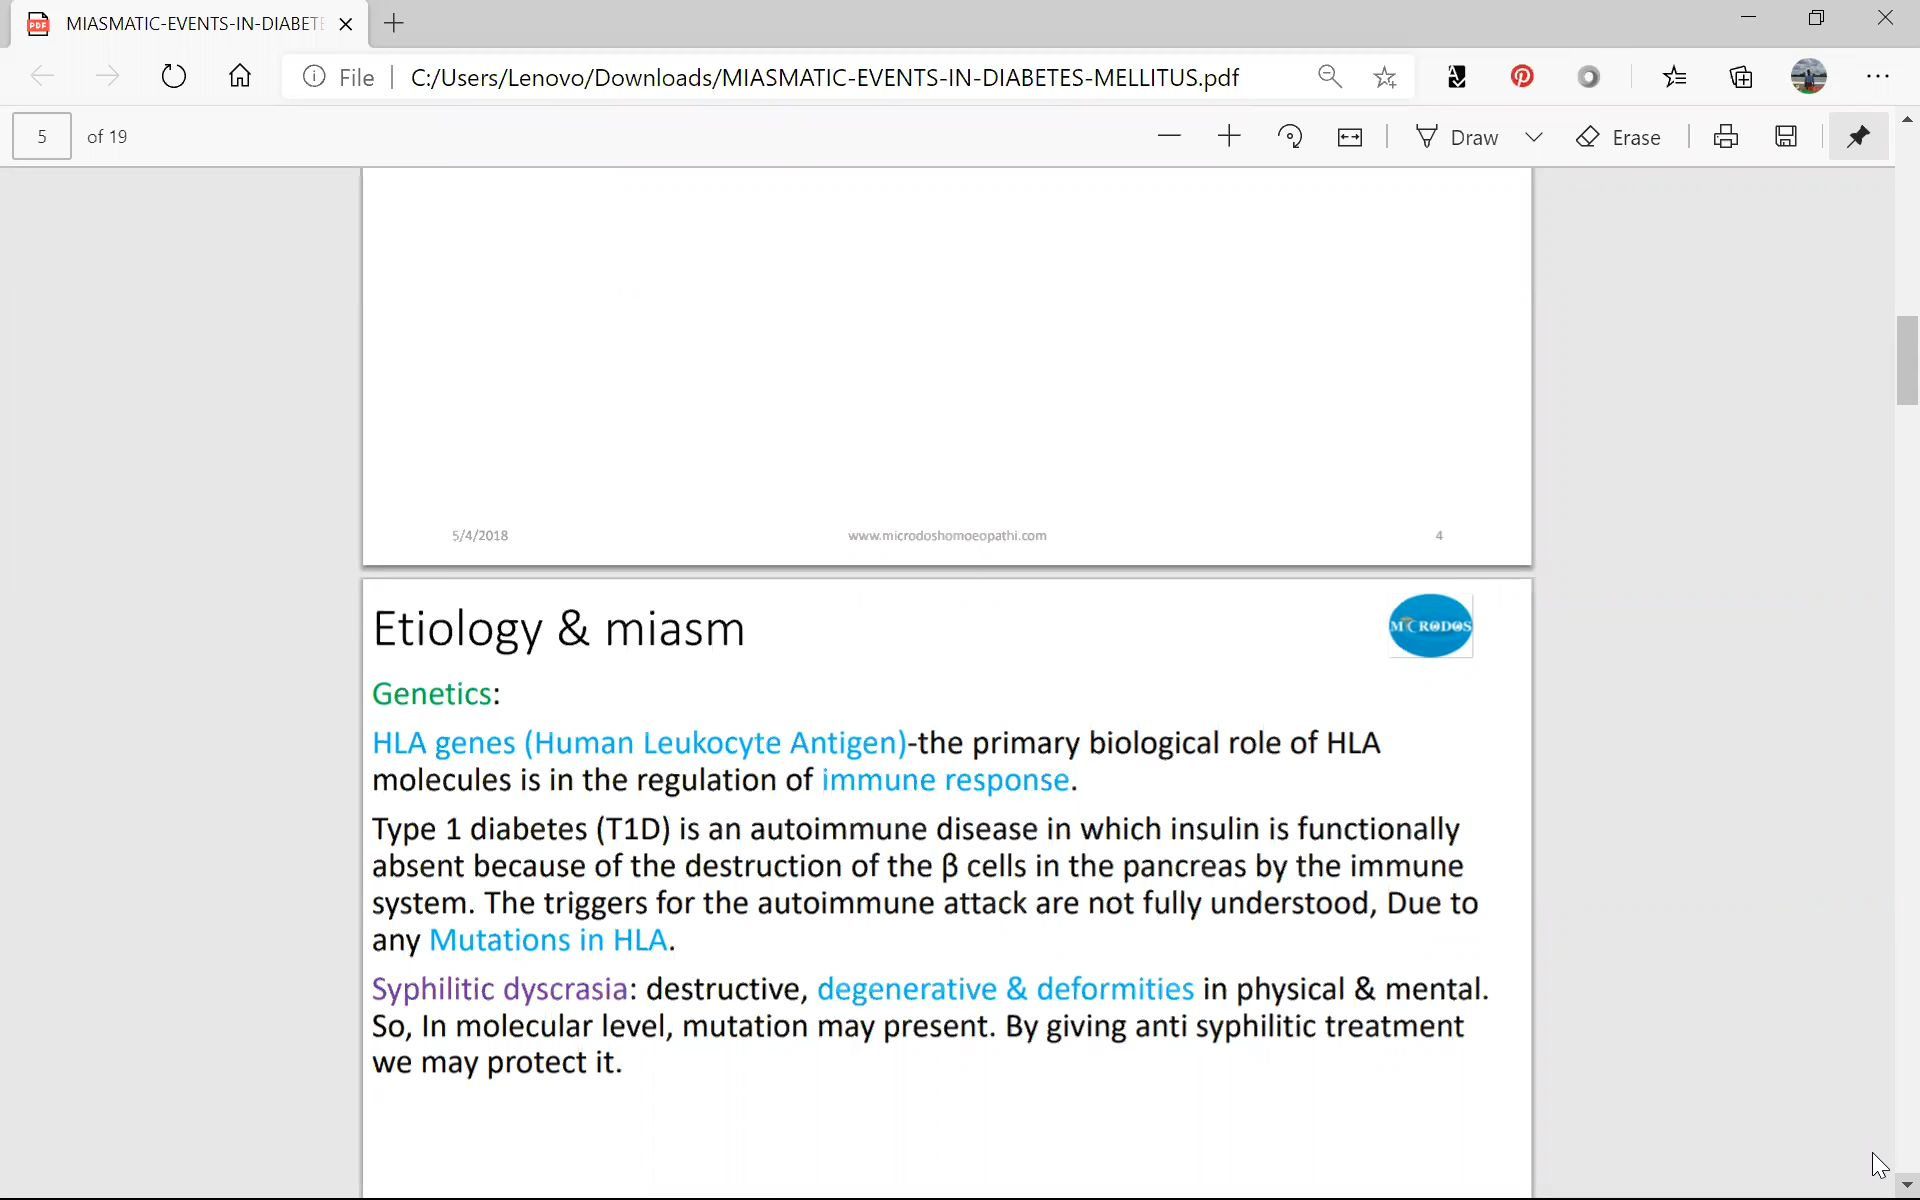 MIASMATIC-EVENTS-IN-DIABETE
File
C:/Users/Lenovo/Downloads/MIASMATIC-EVENTS-IN-DIABETES-MELLITUS.pdf
5 of 19
Draw
Erase
5/4/2018 www.microdoshomoeopathi.com 4
Etiology & miasm
MICRODOS
Genetics:
HLA genes (Human Leukocyte Antigen)-the primary biological role of HLA
molecules is in the regulation of immune response.
Type 1 diabetes (T1D) is an autoimmune disease in which insulin is functionally
absent because of the destruction of the β cells in the pancreas by the immune
system. The triggers for the autoimmune attack are not fully understood, Due to
any Mutations in HLA.
Syphilitic dyscrasia: destructive, degenerative & deformities in physical & mental.
So, In molecular level, mutation may present. By giving anti syphilitic treatment
we may protect it.